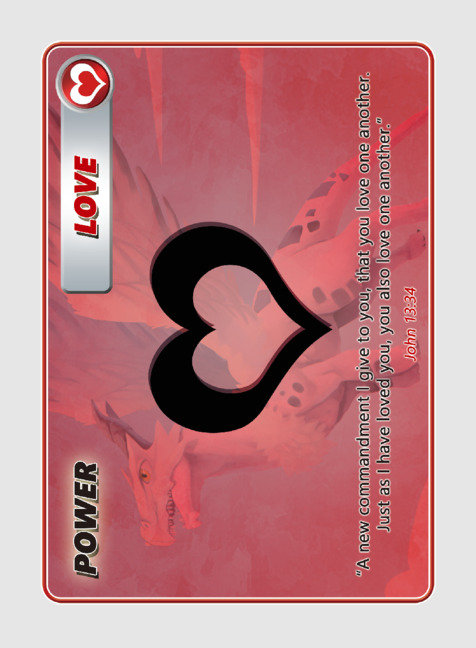 POWER
LOVE
“A new commandment I give to you, that you love one another.
Just as I have loved you, you also love one another.”
John 13:34